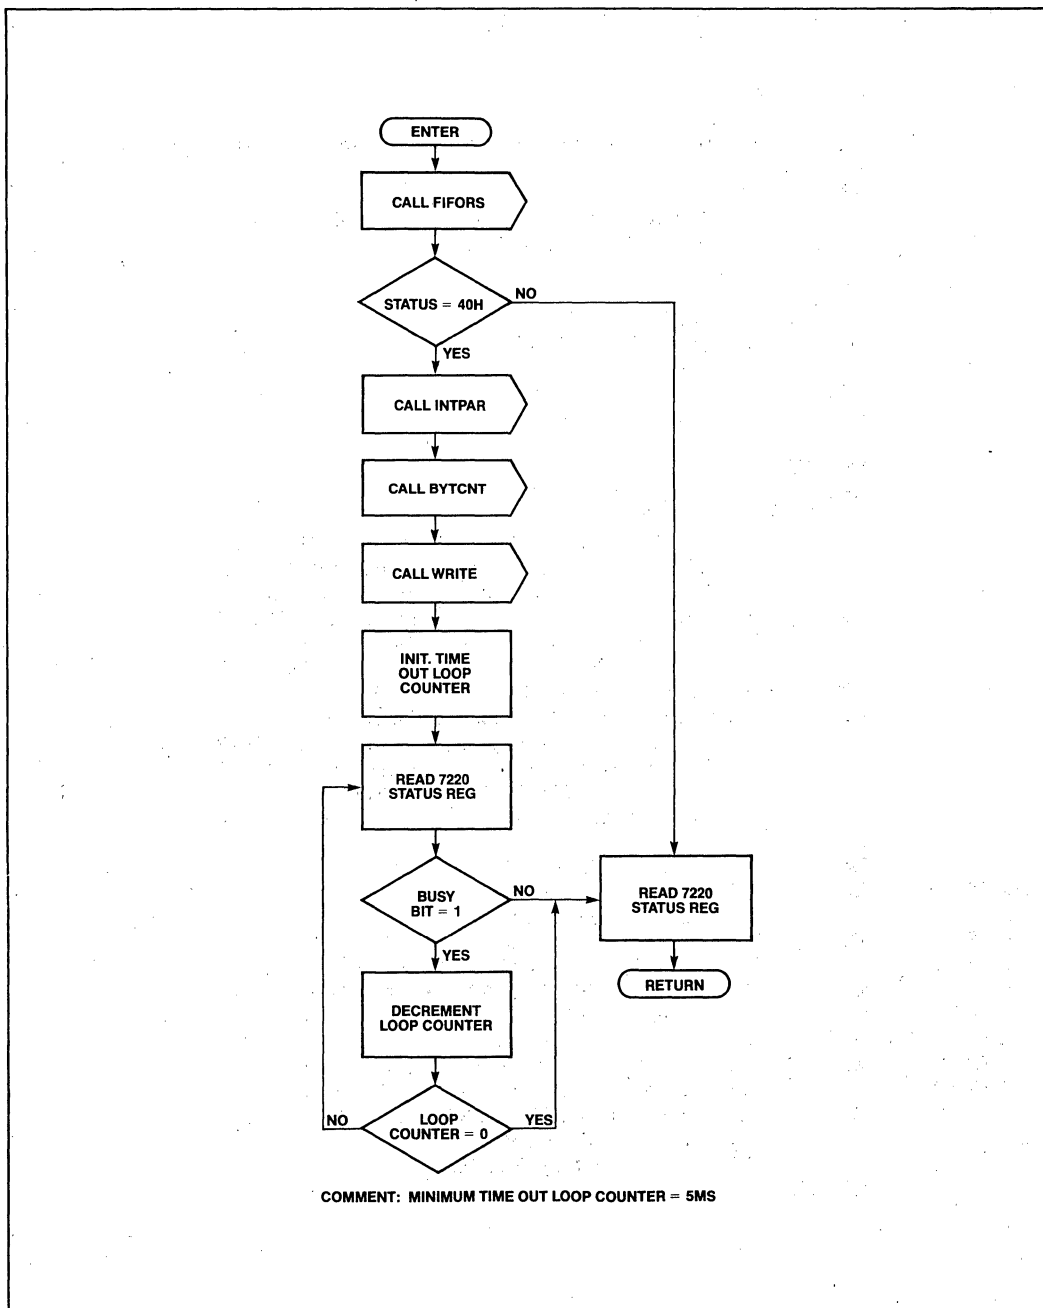 ENTER
CALL FIFORS
STATUS = 40H
NO
YES
CALL INTPAR
CALL BYTCNT
CALL WRITE
INIT. TIME
OUT LOOP
COUNTER
READ 7220
STATUS REG
BUSY
BIT = 1
NO
YES
READ 7220
STATUS REG
RETURN
DECREMENT
LOOP COUNTER
NO
LOOP
COUNTER = 0
YES
COMMENT: MINIMUM TIME OUT LOOP COUNTER = 5MS